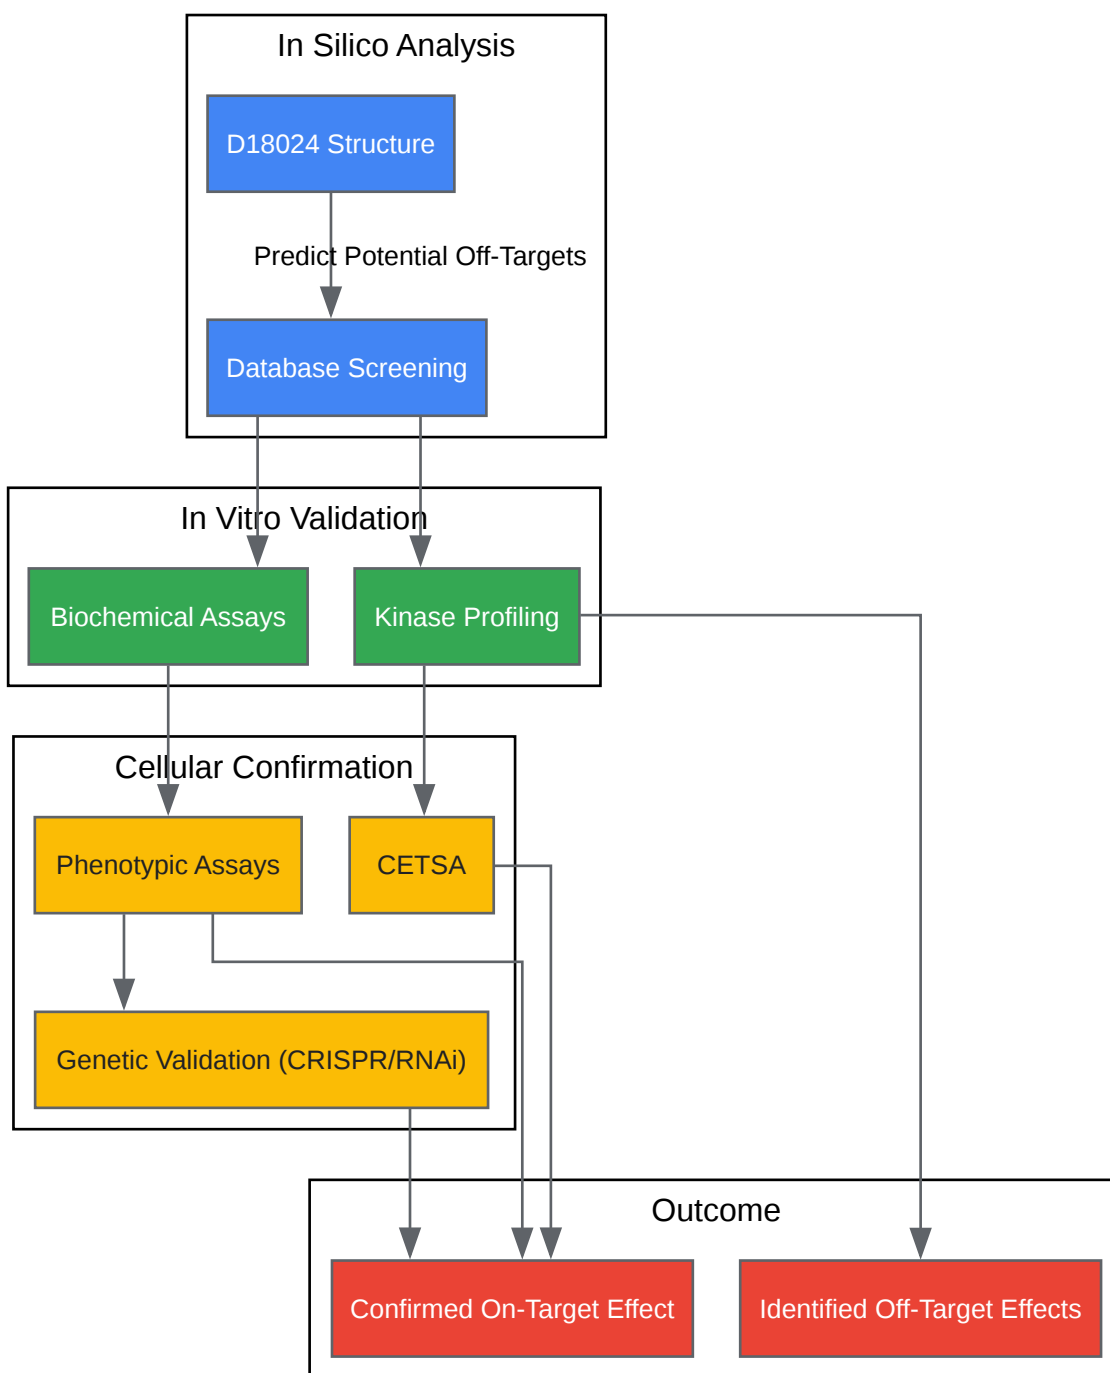 In Silico Analysis
D18024 Structure
Predict Potential Off-Targets
Database Screening
In Vitro Validation
Biochemical Assays
Kinase Profiling
Cellular Confirmation
Phenotypic Assays
CETSA
Genetic Validation (CRISPR/RNAi)
Outcome
Confirmed On-Target Effect
Identified Off-Target Effects